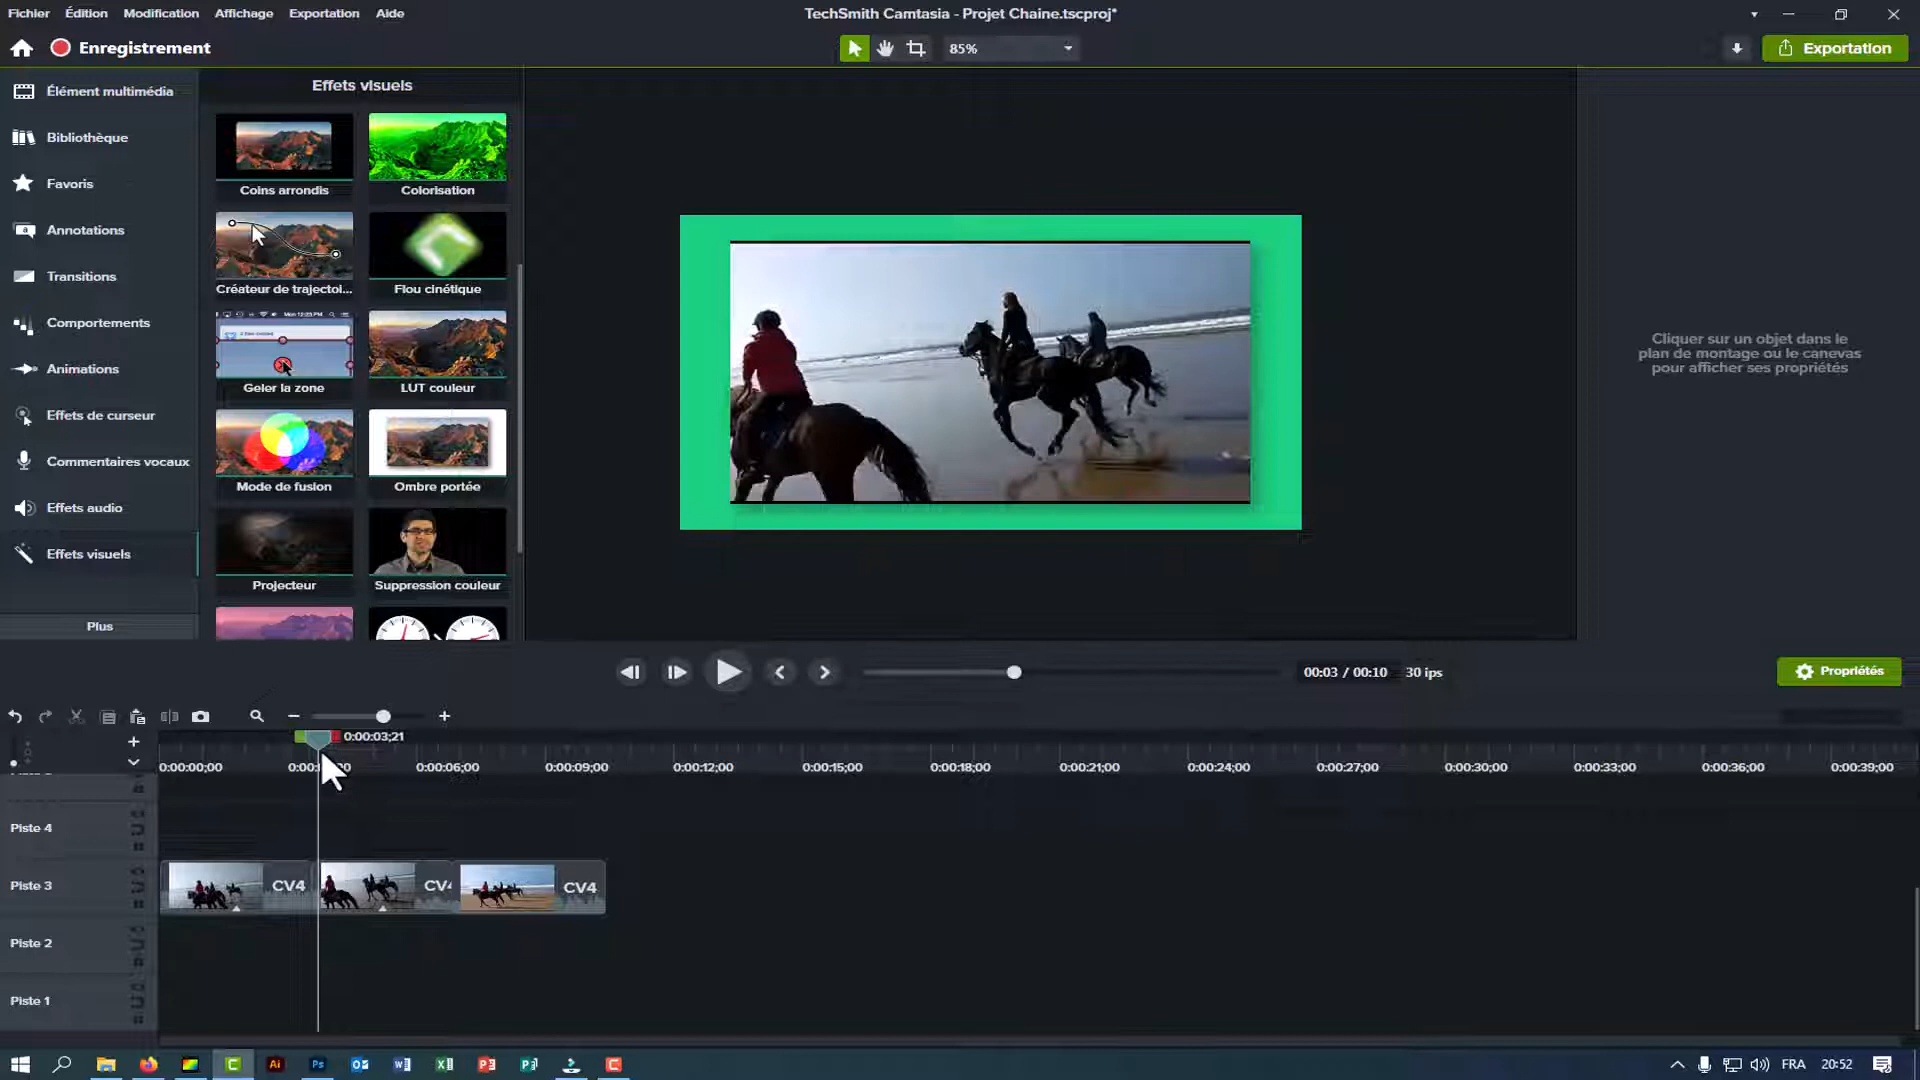 Fichier Édition Modification Affichage Exportation Aide
TechSmith Camtasia - Projet Chaine.tscproj*
Enregistrement
85%
Exportation
Élément multimédia
Bibliothèque
Favoris
Annotations
Transitions
Comportements
Animations
Effets de curseur
Commentaires vocaux
Effets audio
Effets visuels
Plus
Effets visuels
Coins arrondis
Colorisation
Créateur de trajectoi...
Flou cinétique
Geler la zone
LUT couleur
Mode de fusion
Ombre portée
Projecteur
Suppression couleur
Cliquer sur un objet dans le
plan de montage ou le canevas
pour afficher ses propriétés
00:03 / 00:10
30 ips
Propriétés
0:00:03;21
0:00:00;00
0:00:06;00
0:00:09;00
0:00:12;00
0:00:15;00
0:00:18;00
0:00:21;00
0:00:24;00
0:00:27;00
0:00:30;00
0:00:33;00
0:00:36;00
0:00:39;00
Piste 4
Piste 3
CV4
CV4
CV4
Piste 2
Piste 1
FRA
20:52